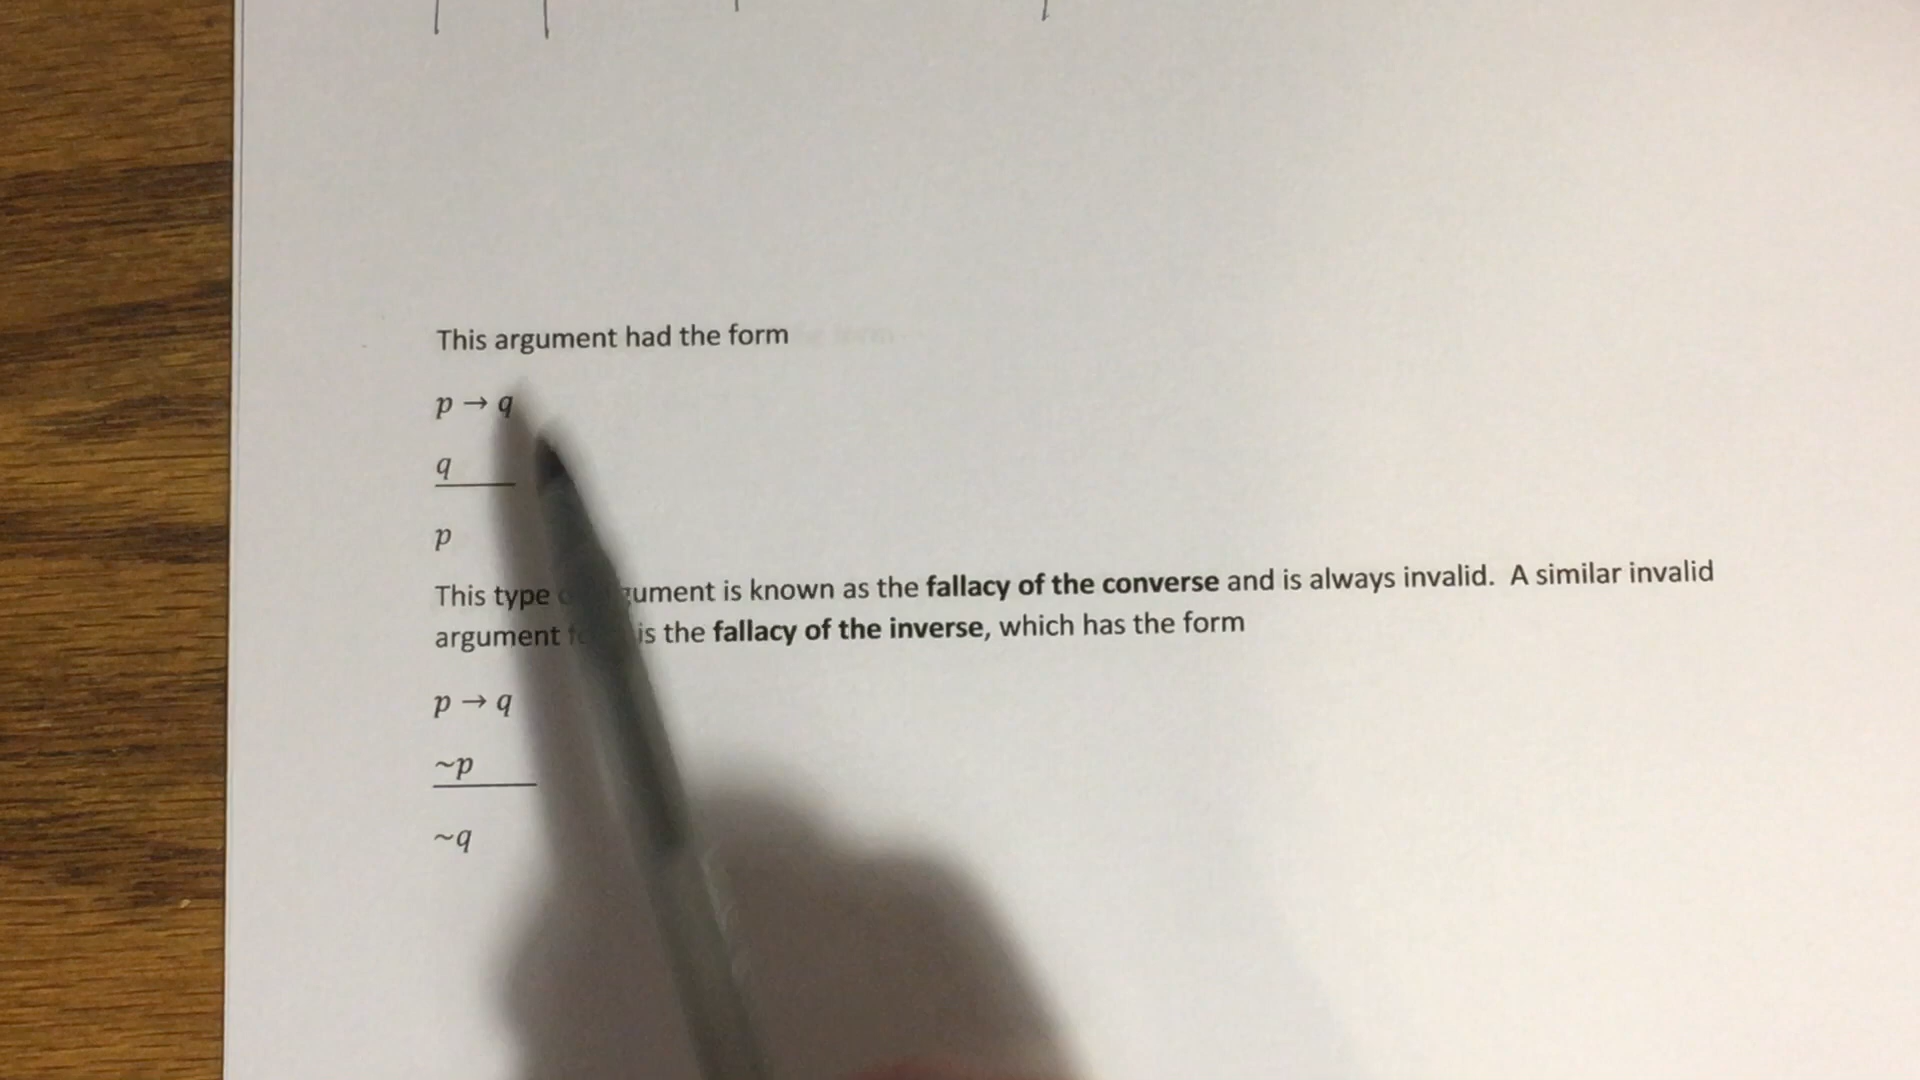 This argument had the form
p → q
q
p
This type is known as the fallacy of the converse and is always invalid. A similar invalid
argument is the fallacy of the inverse, which has the form
p → q
~p
~q